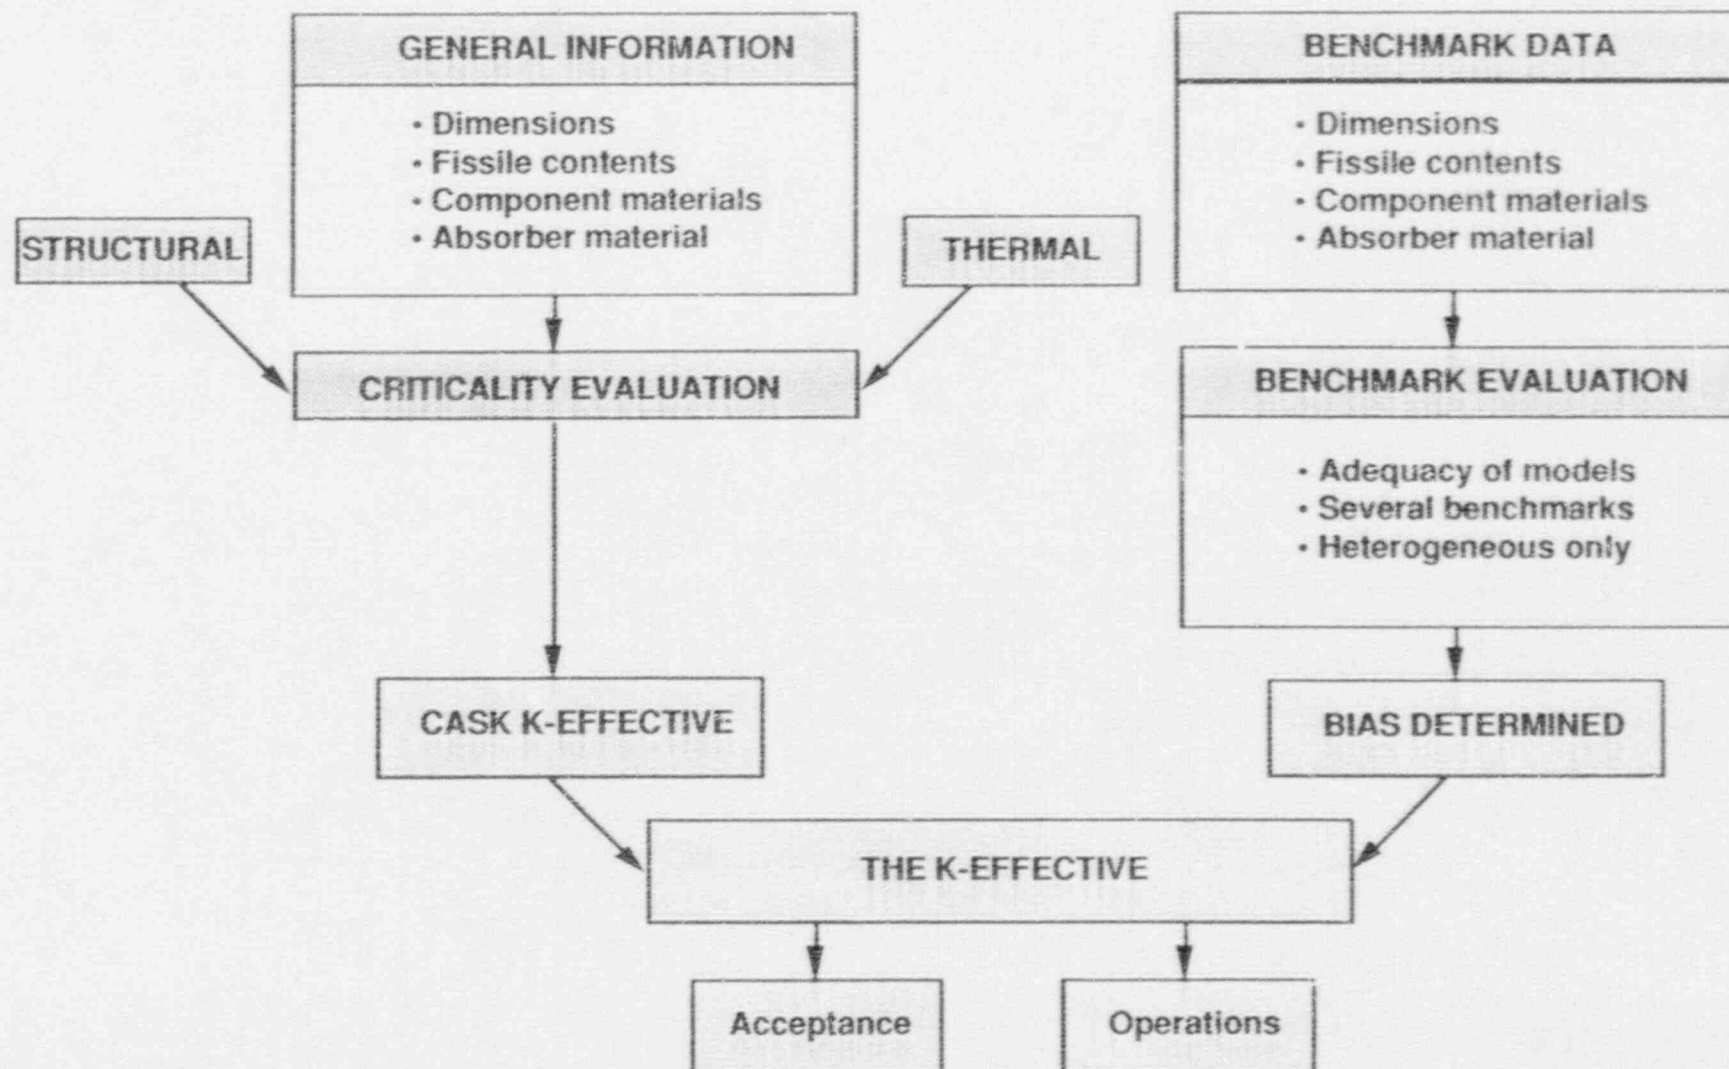 GENERAL INFORMATION
• Dimensions
• Fissile contents
• Component materials
• Absorber material
STRUCTURAL
THERMAL
CRITICALITY EVALUATION
CASK K-EFFECTIVE
BENCHMARK DATA
• Dimensions
• Fissile contents
• Component materials
• Absorber material
BENCHMARK EVALUATION
• Adequacy of models
• Several benchmarks
• Heterogeneous only
BIAS DETERMINED
THE K-EFFECTIVE
Acceptance
Operations